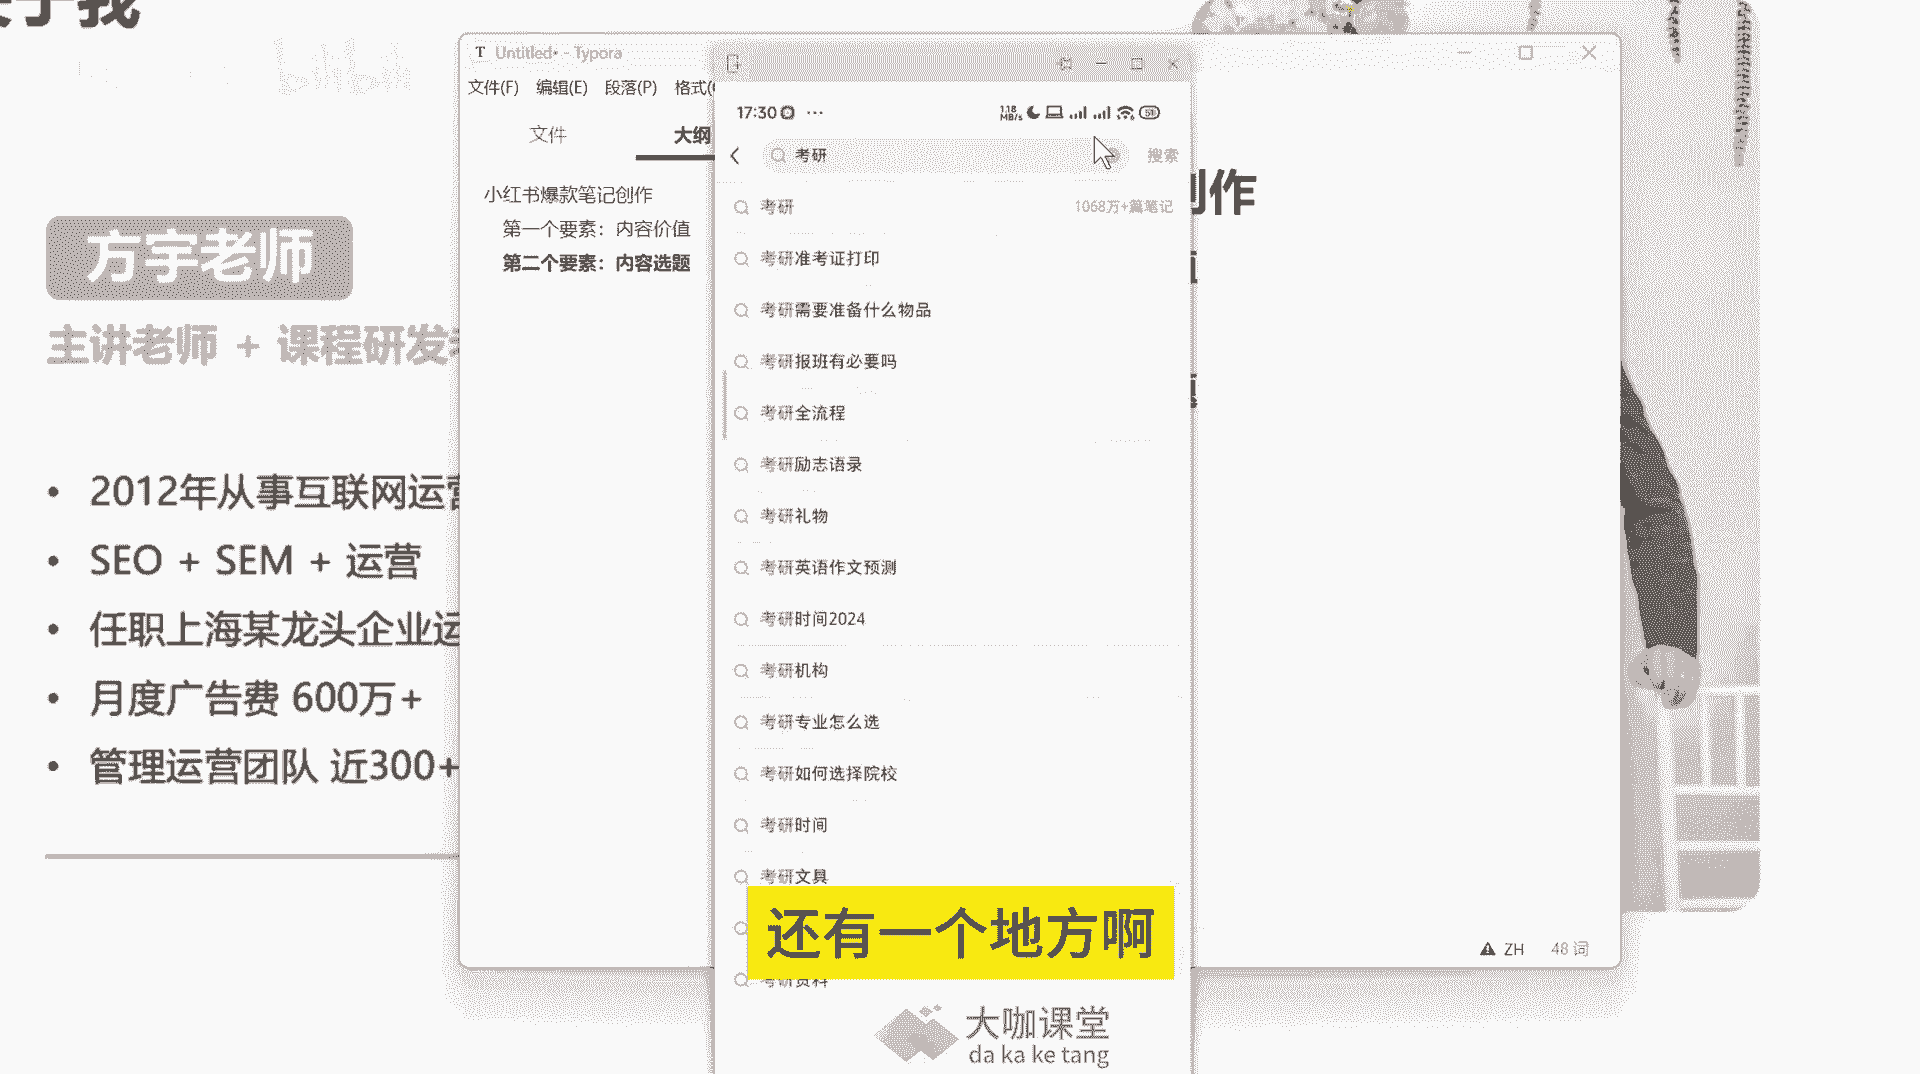 于我
bilibili
方宇老师
主讲老师 + 课程研发
2012年从事互联网运营
SEO + SEM + 运营
任职上海某龙头企业运
月度广告费 600万+
管理运营团队 近300+
Untitled• - Typora
文件(F) 编辑(E) 段落(P) 格式(
文件 大纲
小红书爆款笔记创作
第一个要素：内容价值
第二个要素：内容选题
创作
17:30 ···
1.18 MB/s
51
考研
搜索
考研 1068万+篇笔记
考研准考证打印
考研需要准备什么物品
考研报班有必要吗
考研全流程
考研励志语录
考研礼物
考研英语作文预测
考研时间2024
考研机构
考研专业怎么选
考研如何选择院校
考研时间
考研文具
考研资料
还有一个地方啊
ZH 48 词
大咖课堂
da ka ke tang